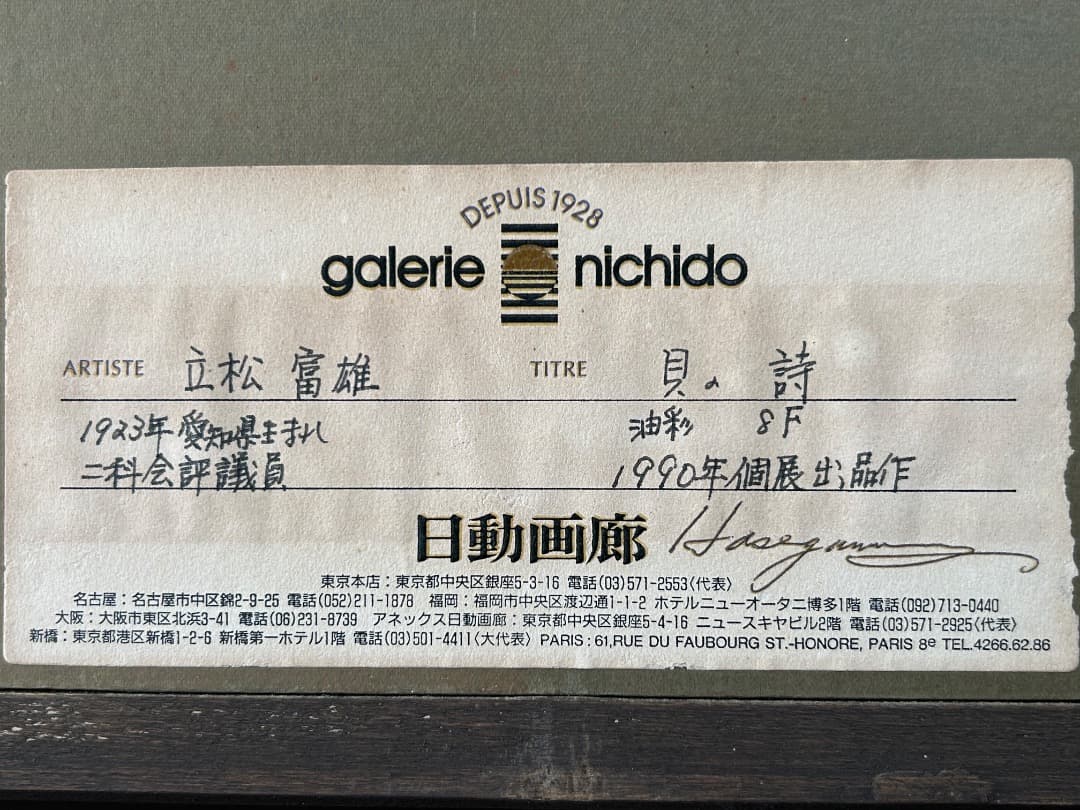 DEPUIS 1928
galerie nichido
ARTISTE 立松 富雄 TITRE 貝の 詩
1923年 愛知県生まれ 油彩 8F
二科会評議員 1990年個展出品作
日動画廊 Hasegawa
東京本店：東京都中央区銀座5-3-16 電話(03)571-2553〈代表〉
名古屋：名古屋市中区錦2-9-25 電話(052)211-1878 福岡：福岡市中央区渡辺通1-1-2 ホテルニューオータニ博多1階 電話(092)713-0440
大阪：大阪市東区北浜3-41 電話(06)231-8739 アネックス日動画廊：東京都中央区銀座5-4-16 ニュースキヤビル2階 電話(03)571-2925〈代表〉
新橋：東京都港区新橋1-2-6 新橋第一ホテル1階 電話(03)501-4411〈大代表〉 PARIS：61,RUE DU FAUBOURG ST.-HONORE, PARIS 8e TEL.4266.62.86